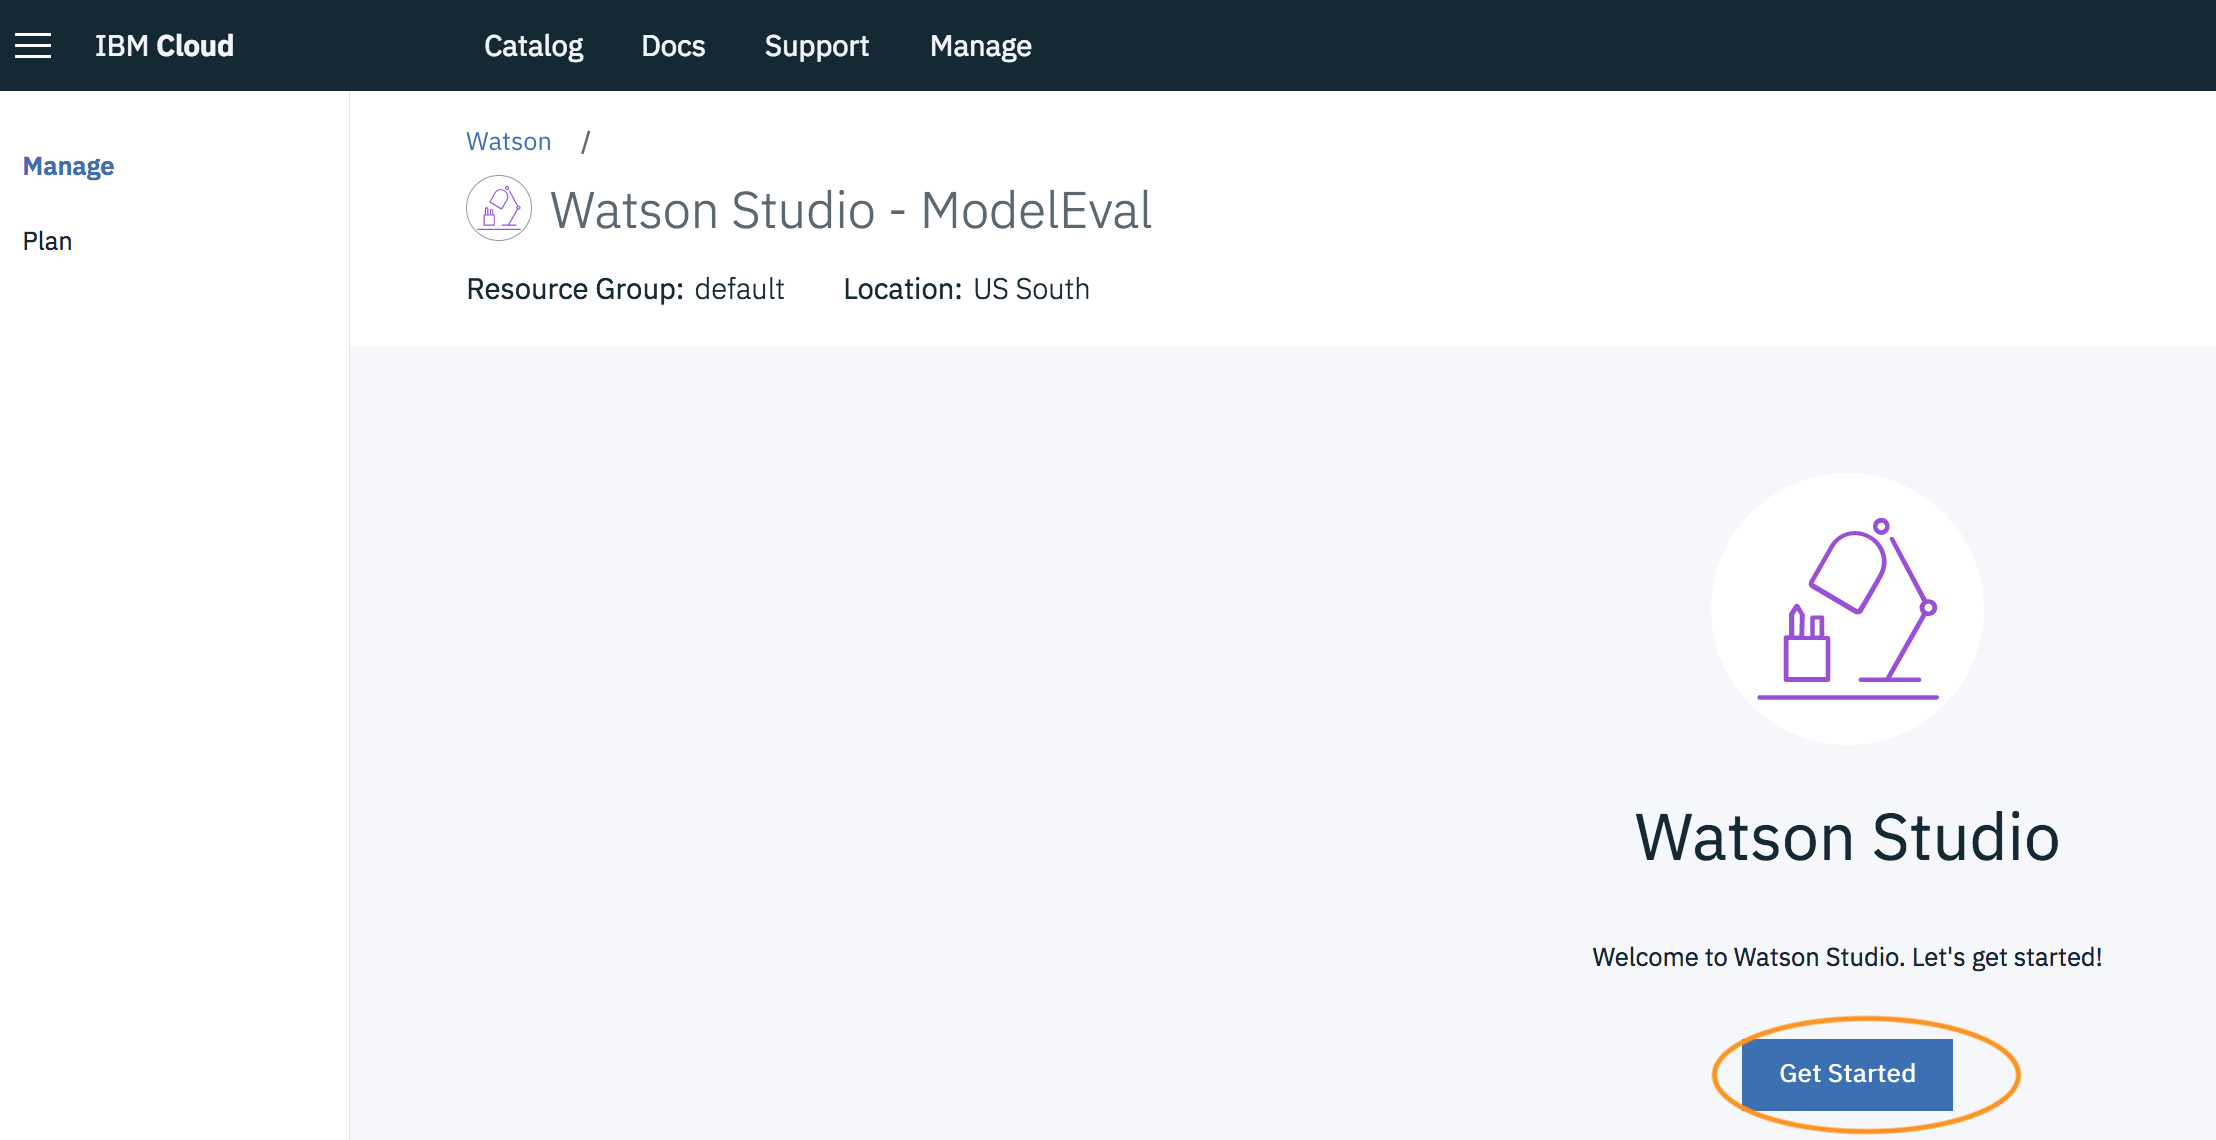 IBM Cloud Catalog Docs Support Manage
Manage
Plan
Watson /
Watson Studio - ModelEval
Resource Group: default Location: US South
Watson Studio
Welcome to Watson Studio. Let's get started!
Get Started